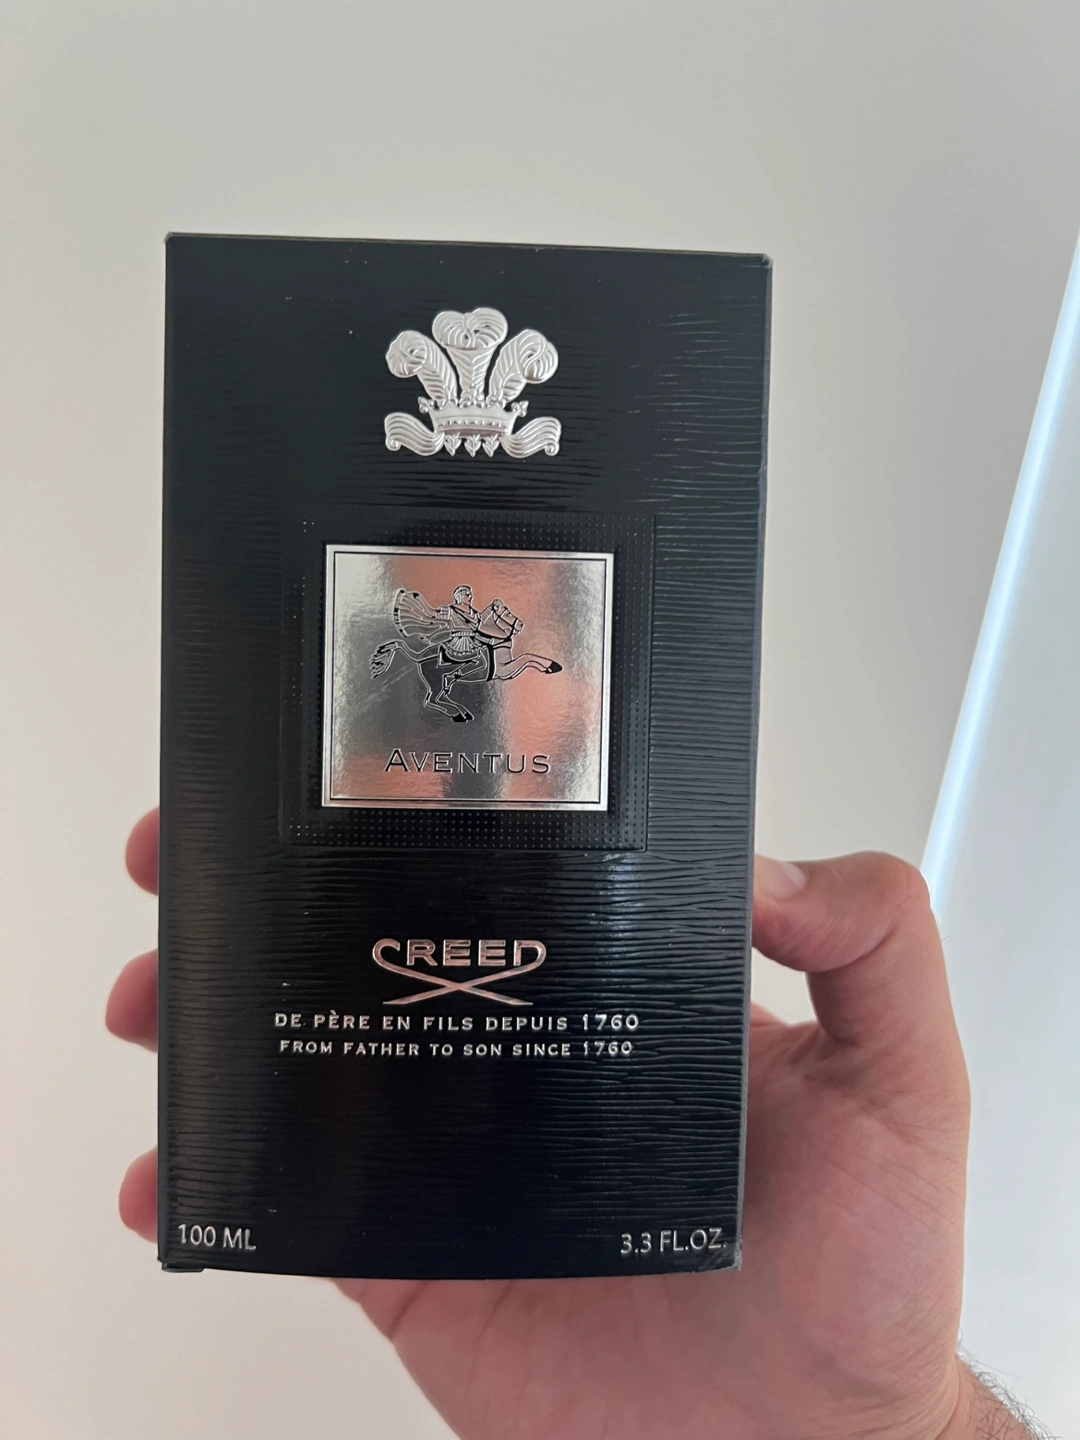 AVENTUS
CREED
DE PÈRE EN FILS DEPUIS 1760
FROM FATHER TO SON SINCE 1760
100 ML
3.3 FL.OZ.